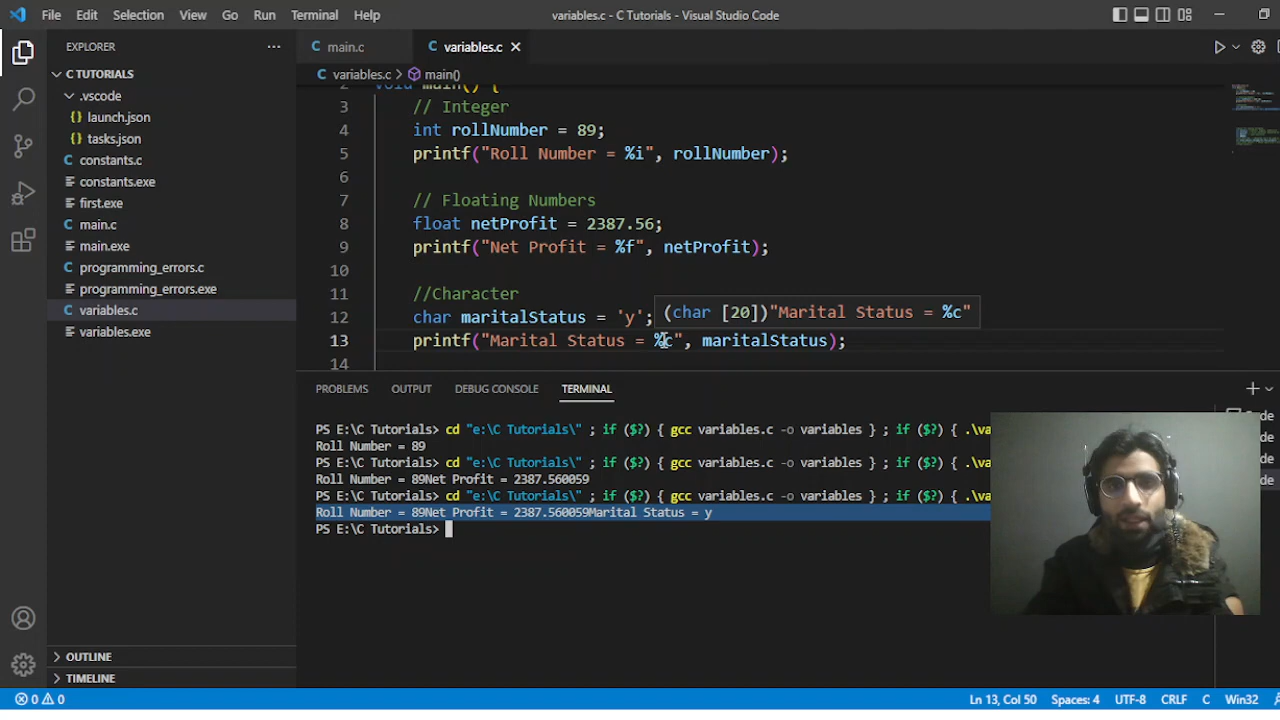 File Edit Selection View Go Run Terminal Help variables.c - C Tutorials - Visual Studio Code
EXPLORER
C TUTORIALS
.vscode
launch.json
tasks.json
constants.c
constants.exe
first.exe
main.c
main.exe
programming_errors.c
programming_errors.exe
variables.c
variables.exe
OUTLINE
TIMELINE
main.c variables.c
variables.c > main()
2 void main() {
3 // Integer
4 int rollNumber = 89;
5 printf("Roll Number = %i", rollNumber);
6
7 // Floating Numbers
8 float netProfit = 2387.56;
9 printf("Net Profit = %f", netProfit);
10
11 //Character
12 char maritalStatus = 'y';
(char [20])"Marital Status = %c"
13 printf("Marital Status = %c", maritalStatus);
14
PROBLEMS OUTPUT DEBUG CONSOLE TERMINAL
PS E:\C Tutorials> cd "e:\C Tutorials\" ; if ($?) { gcc variables.c -o variables } ; if ($?) { .\va
Roll Number = 89
PS E:\C Tutorials> cd "e:\C Tutorials\" ; if ($?) { gcc variables.c -o variables } ; if ($?) { .\va
Roll Number = 89Net Profit = 2387.560059
PS E:\C Tutorials> cd "e:\C Tutorials\" ; if ($?) { gcc variables.c -o variables } ; if ($?) { .\va
Roll Number = 89Net Profit = 2387.560059Marital Status = y
PS E:\C Tutorials>
de
de
de
0 0 Ln 13, Col 50 Spaces: 4 UTF-8 CRLF C Win32